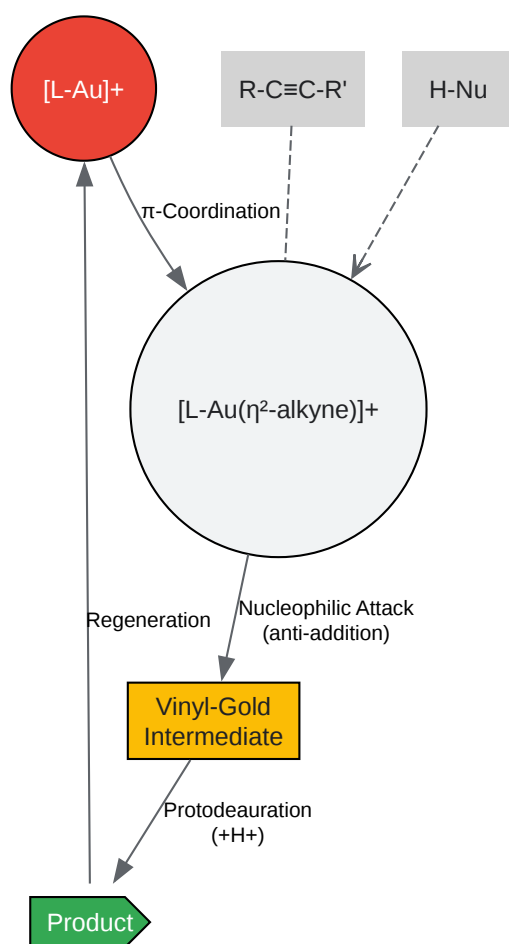 [L-Au]+
R-C≡C-R'
H-Nu
π-Coordination
[L-Au(η²-alkyne)]+
Regeneration
Nucleophilic Attack
(anti-addition)
Vinyl-Gold
Intermediate
Protodeauration
(+H+)
Product